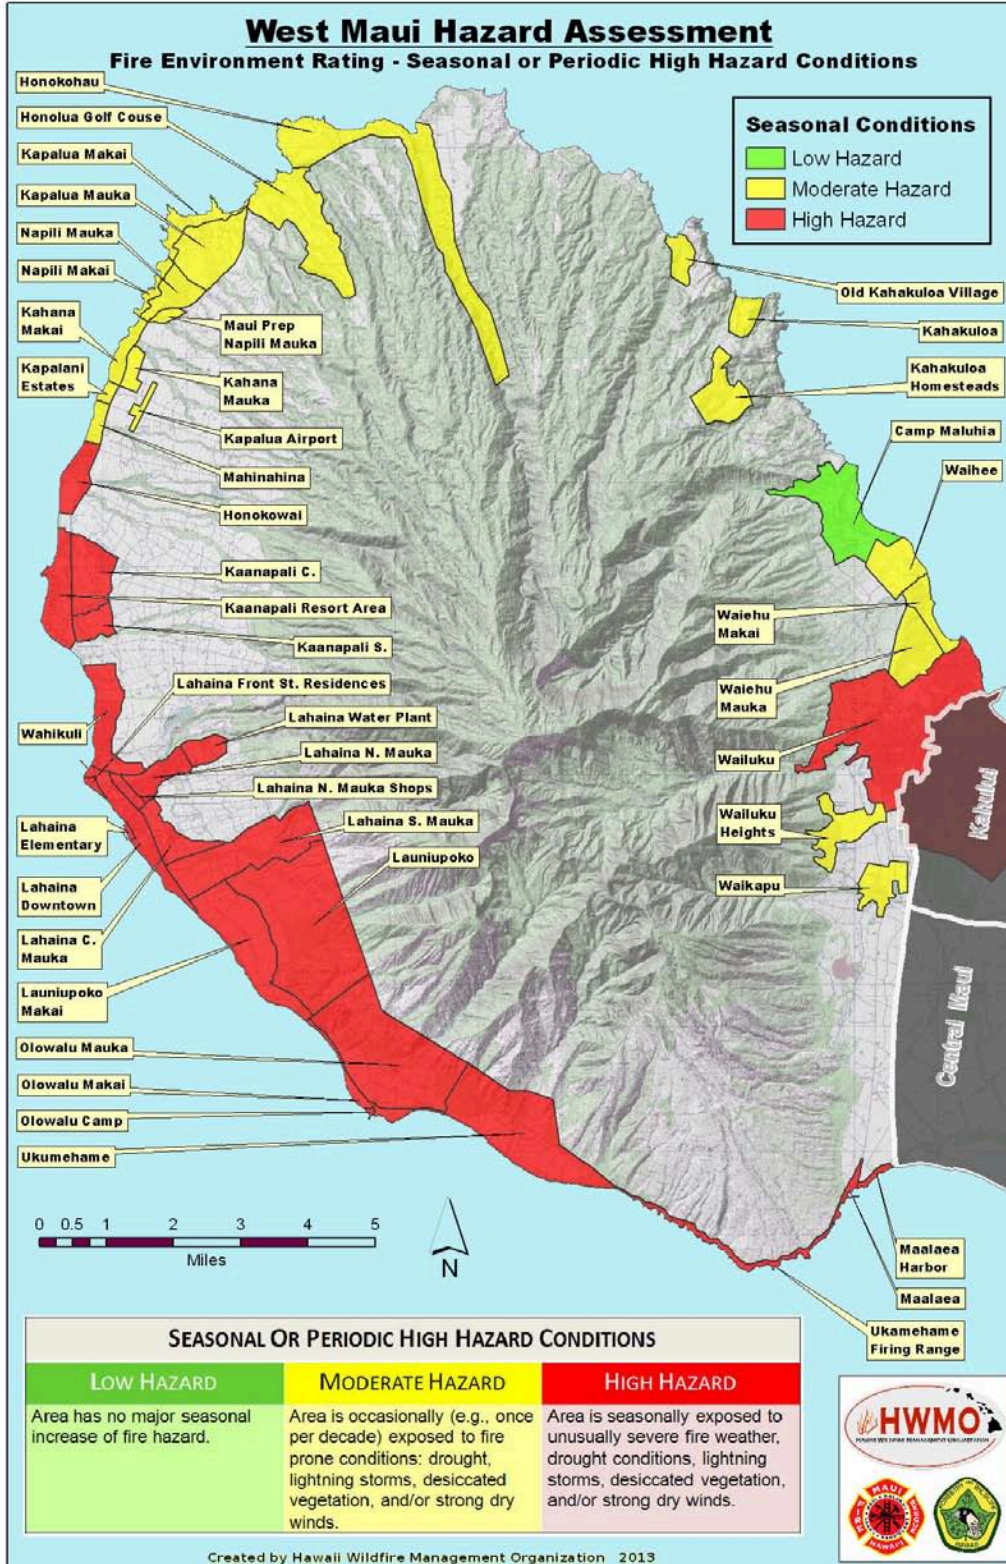 West Maui Hazard Assessment
Fire Environment Rating - Seasonal or Periodic High Hazard Conditions
Honokohau
Honolua Golf Couse
Kapalua Makai
Kapalua Mauka
Napili Mauka
Napili Makai
Kahana
Makai
Kapalani
Estates
Maui Prep
Napili Mauka
Kahana
Mauka
Kapalua Airport
Mahinahina
Honokowai
Kaanapali C.
Kaanapali Resort Area
Kaanapali S.
Lahaina Front St. Residences
Lahaina Water Plant
Wahikuli
Lahaina N. Mauka
Lahaina N. Mauka Shops
Lahaina S. Mauka
Launiupoko
Lahaina
Elementary
Lahaina
Downtown
Lahaina C.
Mauka
Launiupoko
Makai
Olowalu Mauka
Olowalu Makai
Olowalu Camp
Ukumehame
Seasonal Conditions
Low Hazard
Moderate Hazard
High Hazard
Old Kahakuloa Village
Kahakuloa
Kahakuloa
Homesteads
Camp Maluhia
Waihee
Waiehu
Makai
Waiehu
Mauka
Wailuku
Wailuku
Heights
Waikapu
Kahului
Central Maui
Maalaea
Harbor
Maalaea
Ukamehame
Firing Range
0 0.5 1 2 3 4 5
Miles
N
SEASONAL OR PERIODIC HIGH HAZARD CONDITIONS
LOW HAZARD
Area has no major seasonal
increase of fire hazard.
MODERATE HAZARD
Area is occasionally (e.g., once
per decade) exposed to fire
prone conditions: drought,
lightning storms, desiccated
vegetation, and/or strong dry
winds.
HIGH HAZARD
Area is seasonally exposed to
unusually severe fire weather,
drought conditions, lightning
storms, desiccated vegetation,
and/or strong dry winds.
HWMO
HAWAII WILDFIRE MANAGEMENT ORGANIZATION
MAUI
FIRE
HAWAII
Created by Hawaii Wildfire Management Organization 2013